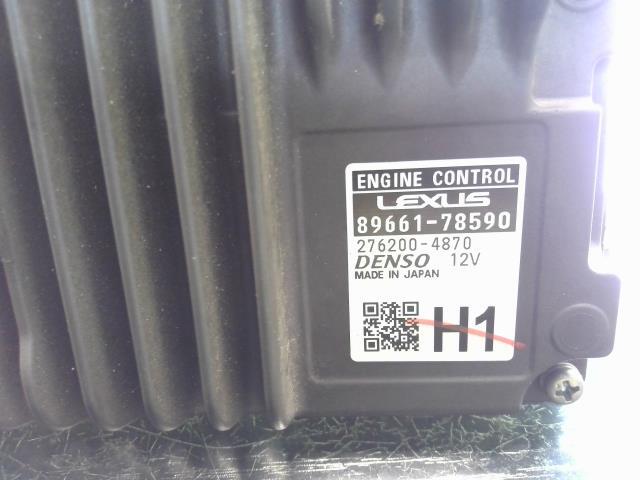 ENGINE CONTROL
LEXUS
89661-78590
276200-4870
DENSO 12V
MADE IN JAPAN
H1